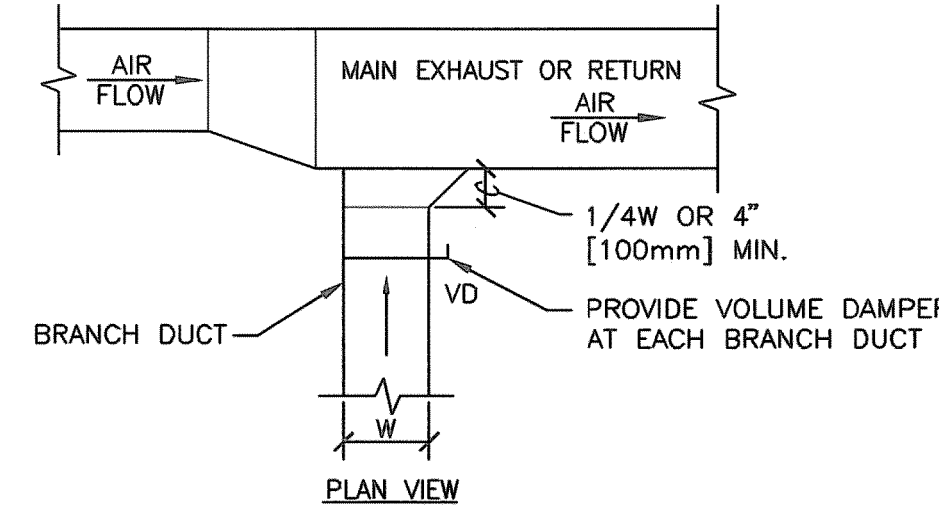 AIR
FLOW
MAIN EXHAUST OR RETURN
AIR
FLOW
1/4W OR 4"
[100mm] MIN.
VD
BRANCH DUCT
PROVIDE VOLUME DAMPER
AT EACH BRANCH DUCT
W
PLAN VIEW